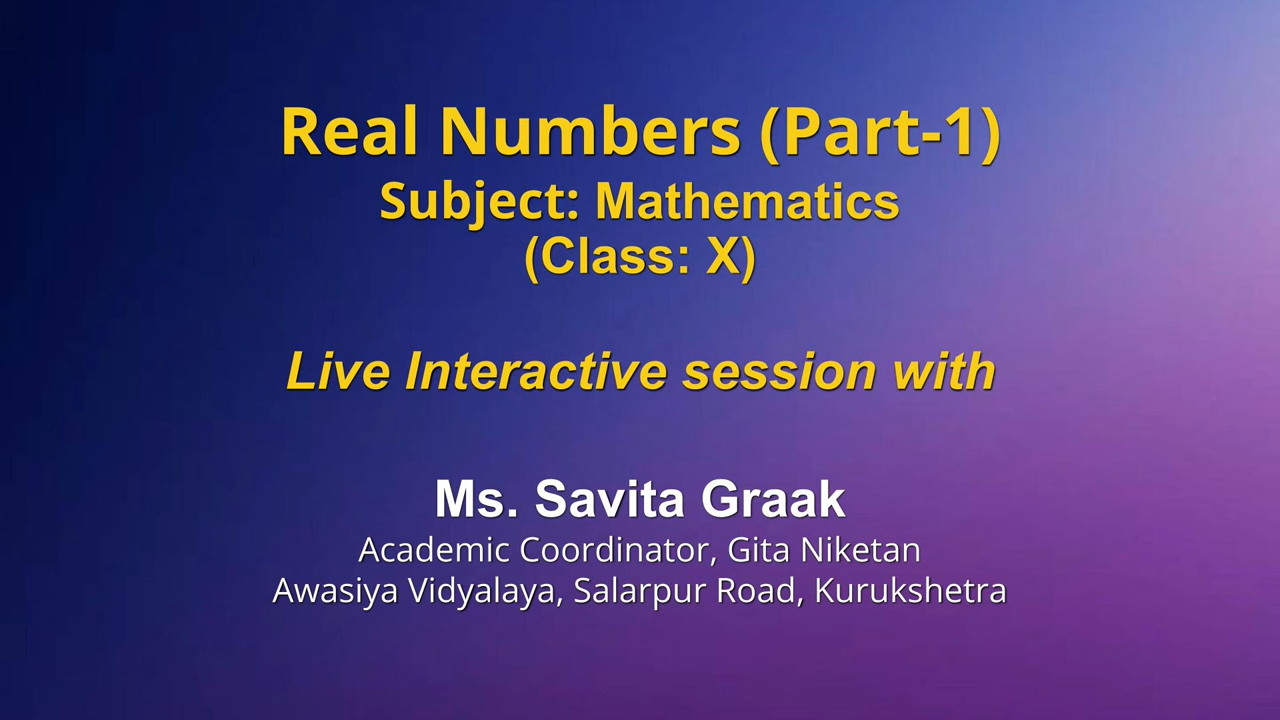 Real Numbers (Part-1)
Subject: Mathematics
(Class: X)
Live Interactive session with
Ms. Savita Graak
Academic Coordinator, Gita Niketan
Awasiya Vidyalaya, Salarpur Road, Kurukshetra